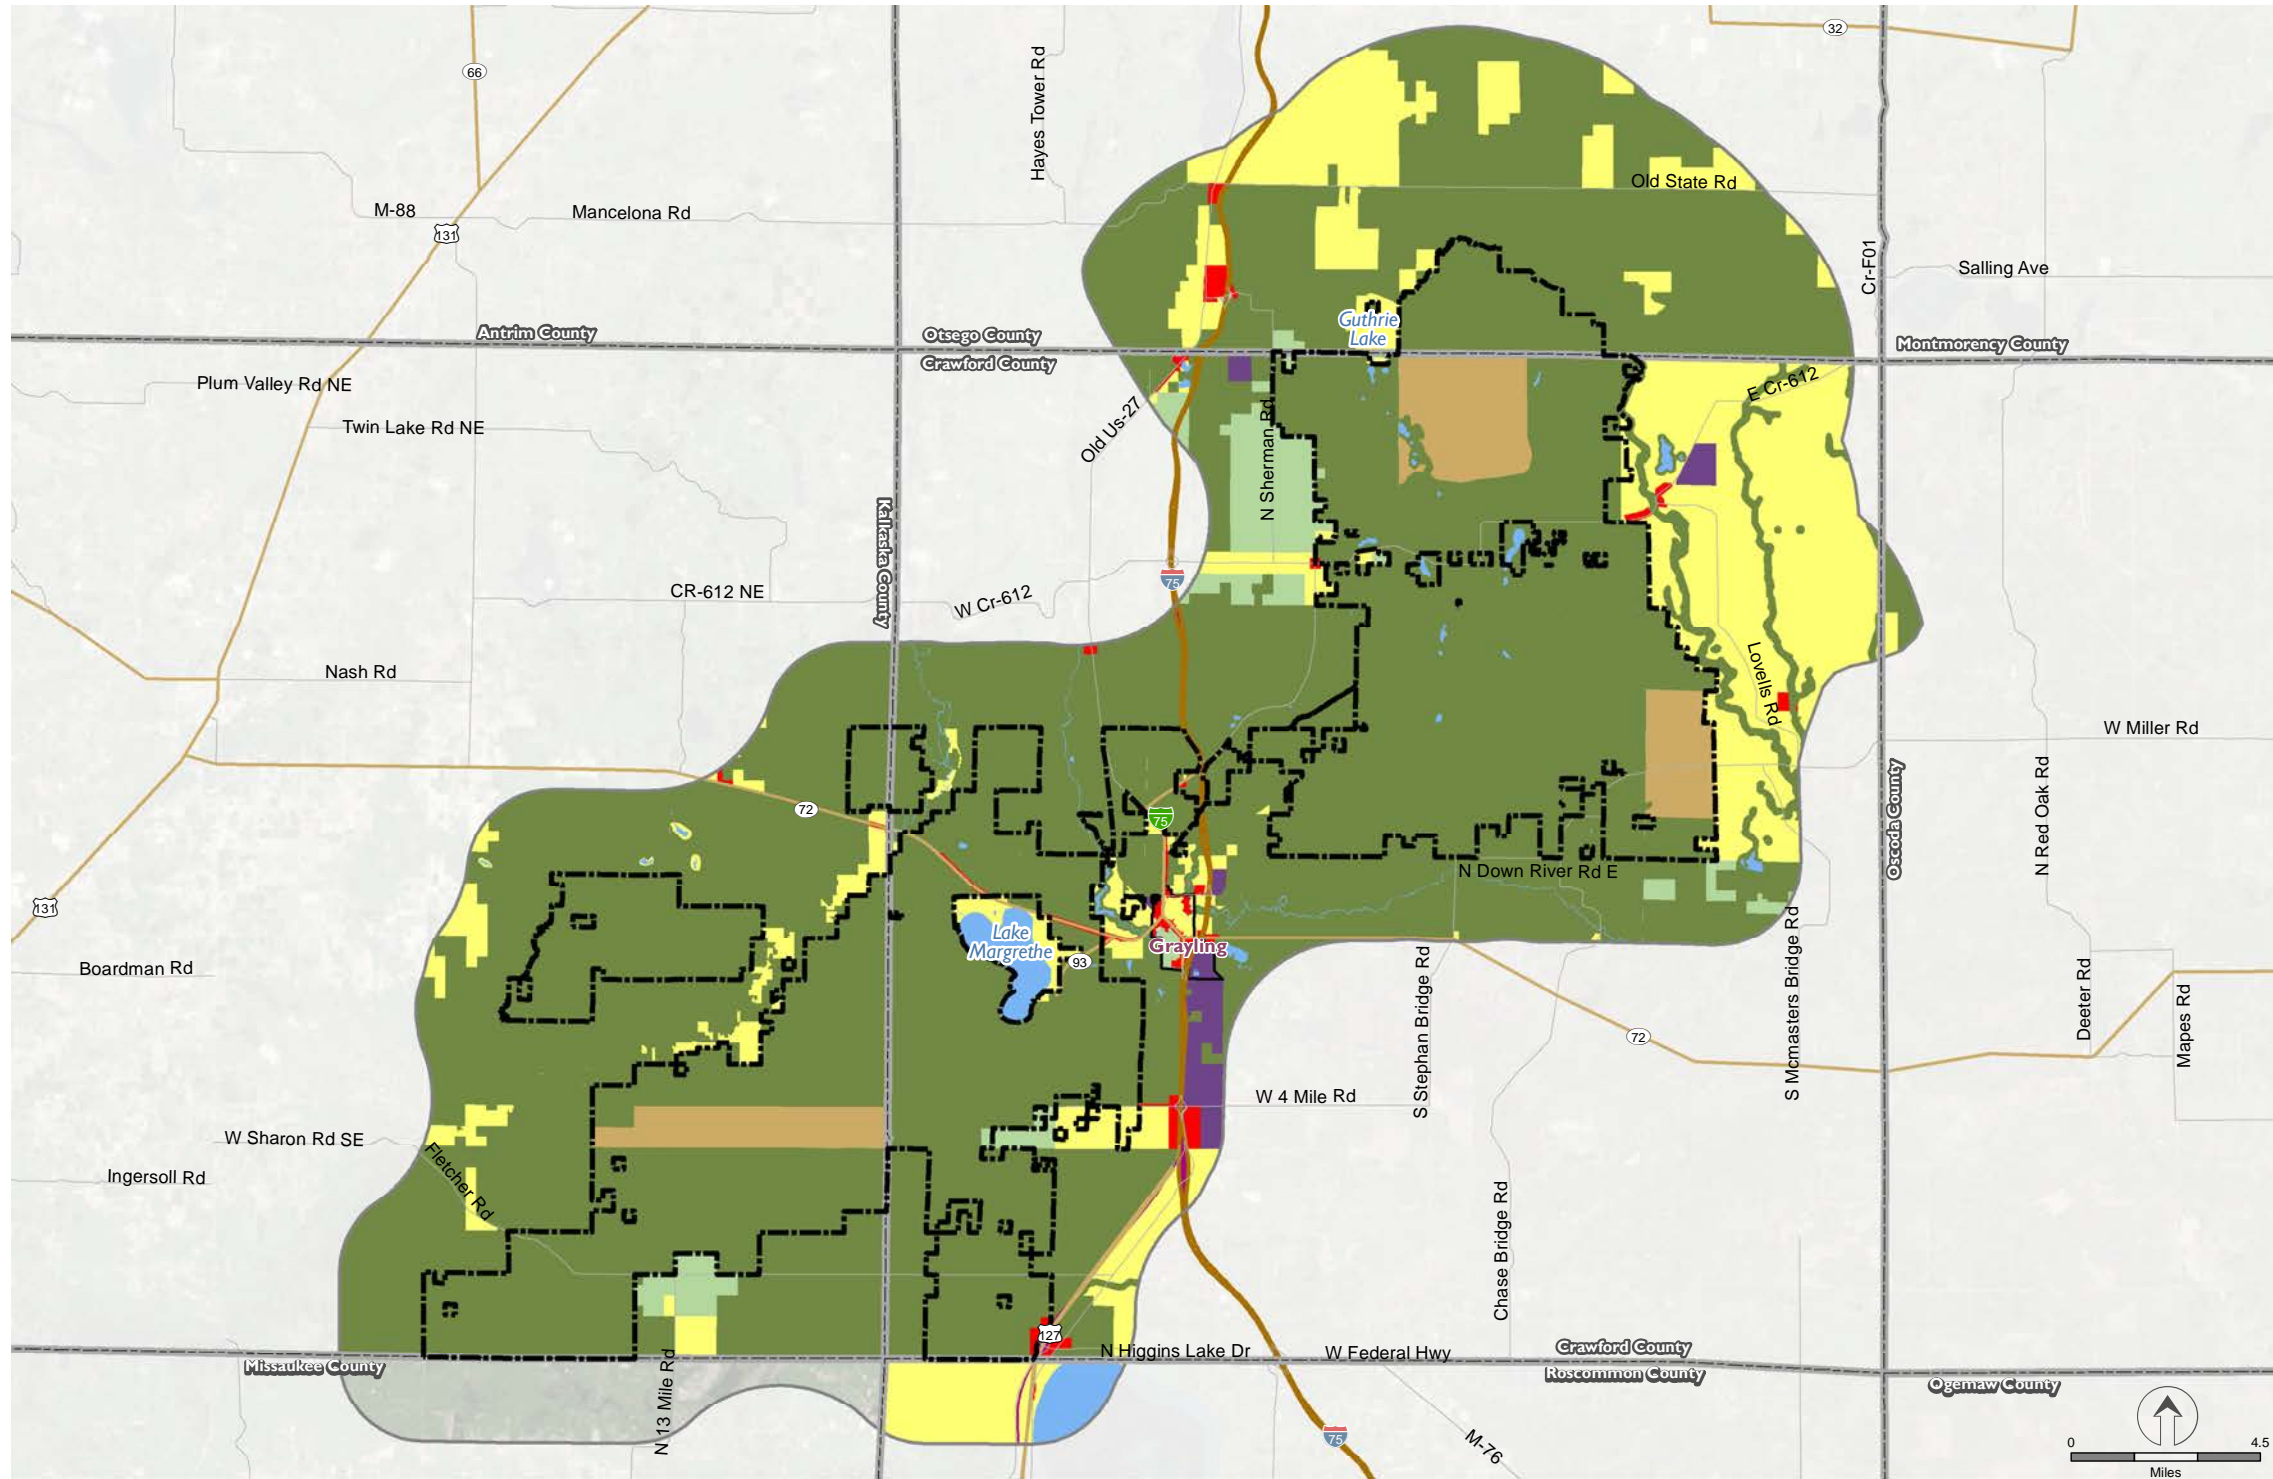 32
66
Hayes Tower Rd
Old State Rd
M-88
Mancelona Rd
131
Cr-F01
Salling Ave
Guthrie
Lake
Antrim County
Otsego County
Crawford County
Montmorency County
Plum Valley Rd NE
E Cr-612
Twin Lake Rd NE
Old Us-27
N Sherman Rd
Kalkaska County
75
CR-612 NE
W Cr-612
Nash Rd
Lovells Rd
W Miller Rd
72
75
N Red Oak Rd
Oscoda County
N Down River Rd E
131
Lake
Margrethe
93
Grayling
Boardman Rd
S Stephan Bridge Rd
S Mcmasters Bridge Rd
Deeter Rd
Mapes Rd
72
W 4 Mile Rd
W Sharon Rd SE
Fletcher Rd
Ingersoll Rd
Chase Bridge Rd
127
N Higgins Lake Dr
W Federal Hwy
Crawford County
Roscommon County
Missaukee County
N 13 Mile Rd
Ogemaw County
75
M-76
0
4.5
Miles